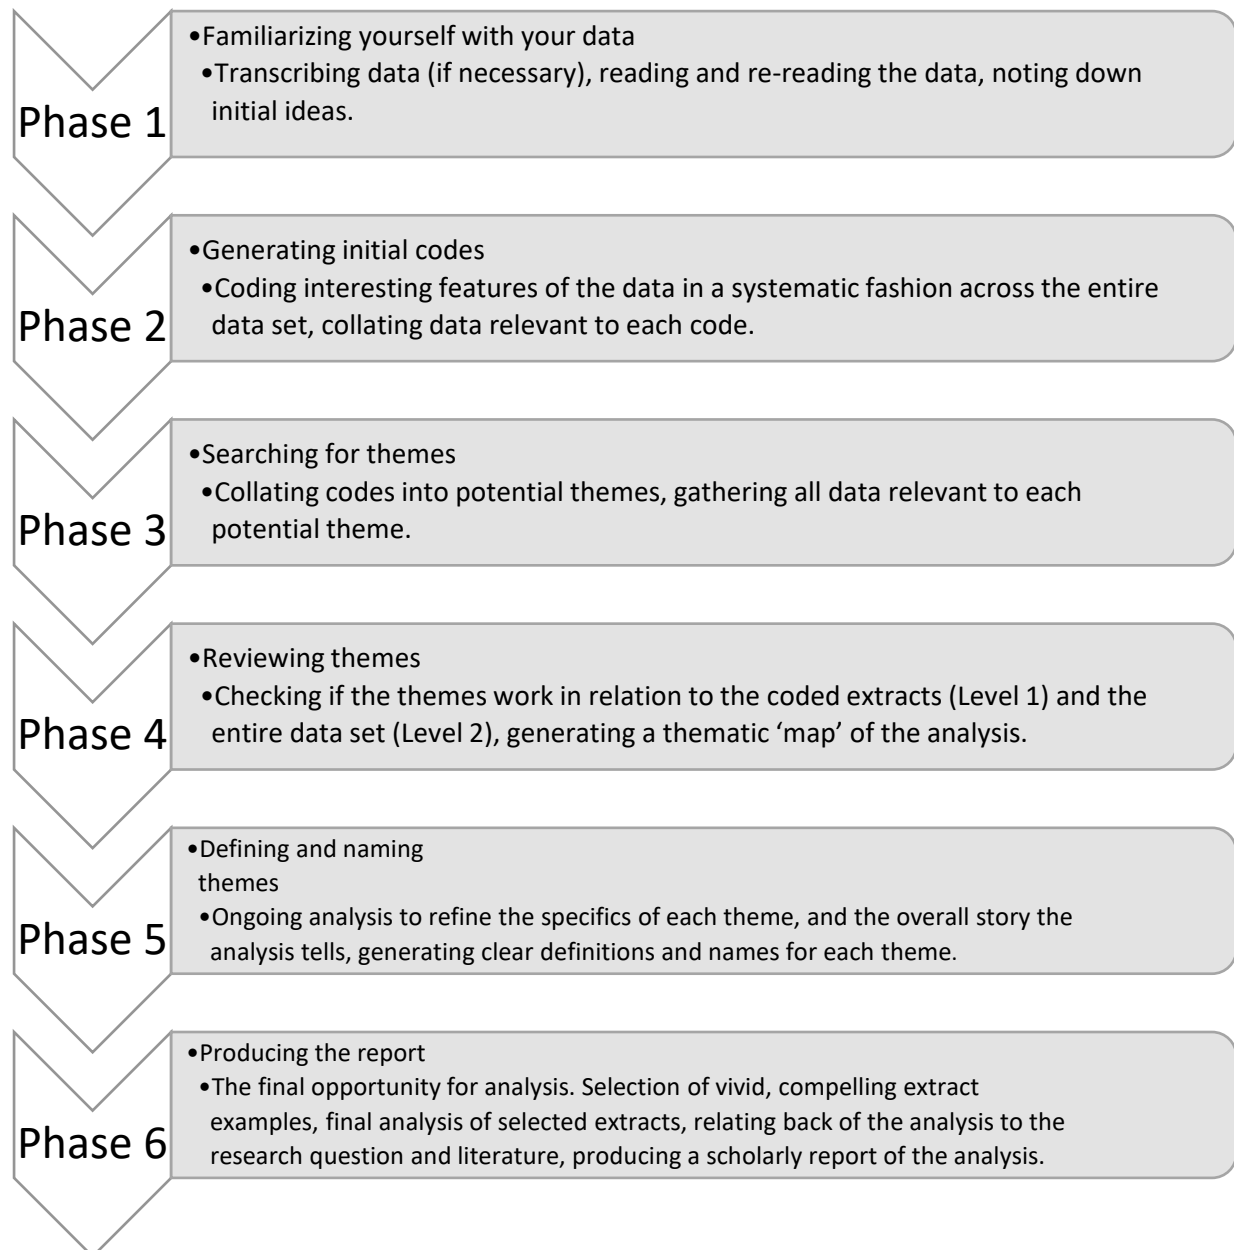 Phase 1
•Familiarizing yourself with your data
•Transcribing data (if necessary), reading and re-reading the data, noting down
initial ideas.
Phase 2
•Generating initial codes
•Coding interesting features of the data in a systematic fashion across the entire
data set, collating data relevant to each code.
Phase 3
•Searching for themes
•Collating codes into potential themes, gathering all data relevant to each
potential theme.
Phase 4
•Reviewing themes
•Checking if the themes work in relation to the coded extracts (Level 1) and the
entire data set (Level 2), generating a thematic ‘map’ of the analysis.
Phase 5
•Defining and naming
themes
•Ongoing analysis to refine the specifics of each theme, and the overall story the
analysis tells, generating clear definitions and names for each theme.
Phase 6
•Producing the report
•The final opportunity for analysis. Selection of vivid, compelling extract
examples, final analysis of selected extracts, relating back of the analysis to the
research question and literature, producing a scholarly report of the analysis.